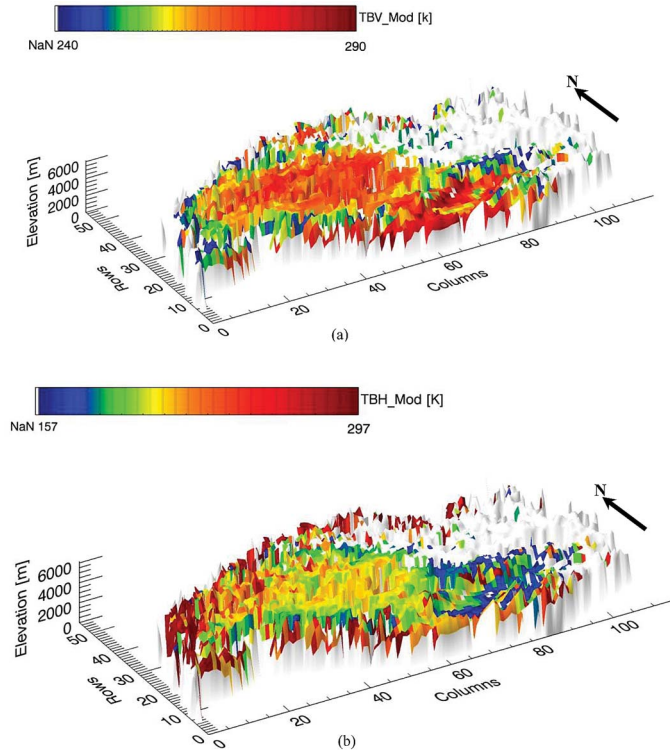 TBV_Mod [k]
NaN 240
290
N
Elevation [m]
6000
4000
2000
0
50
40
30
20
10
0
Rows
0
20
40
60
80
100
Columns
(a)
TBH_Mod [K]
NaN 157
297
N
Elevation [m]
6000
4000
2000
0
50
40
30
20
10
0
Rows
0
20
40
60
80
100
Columns
(b)